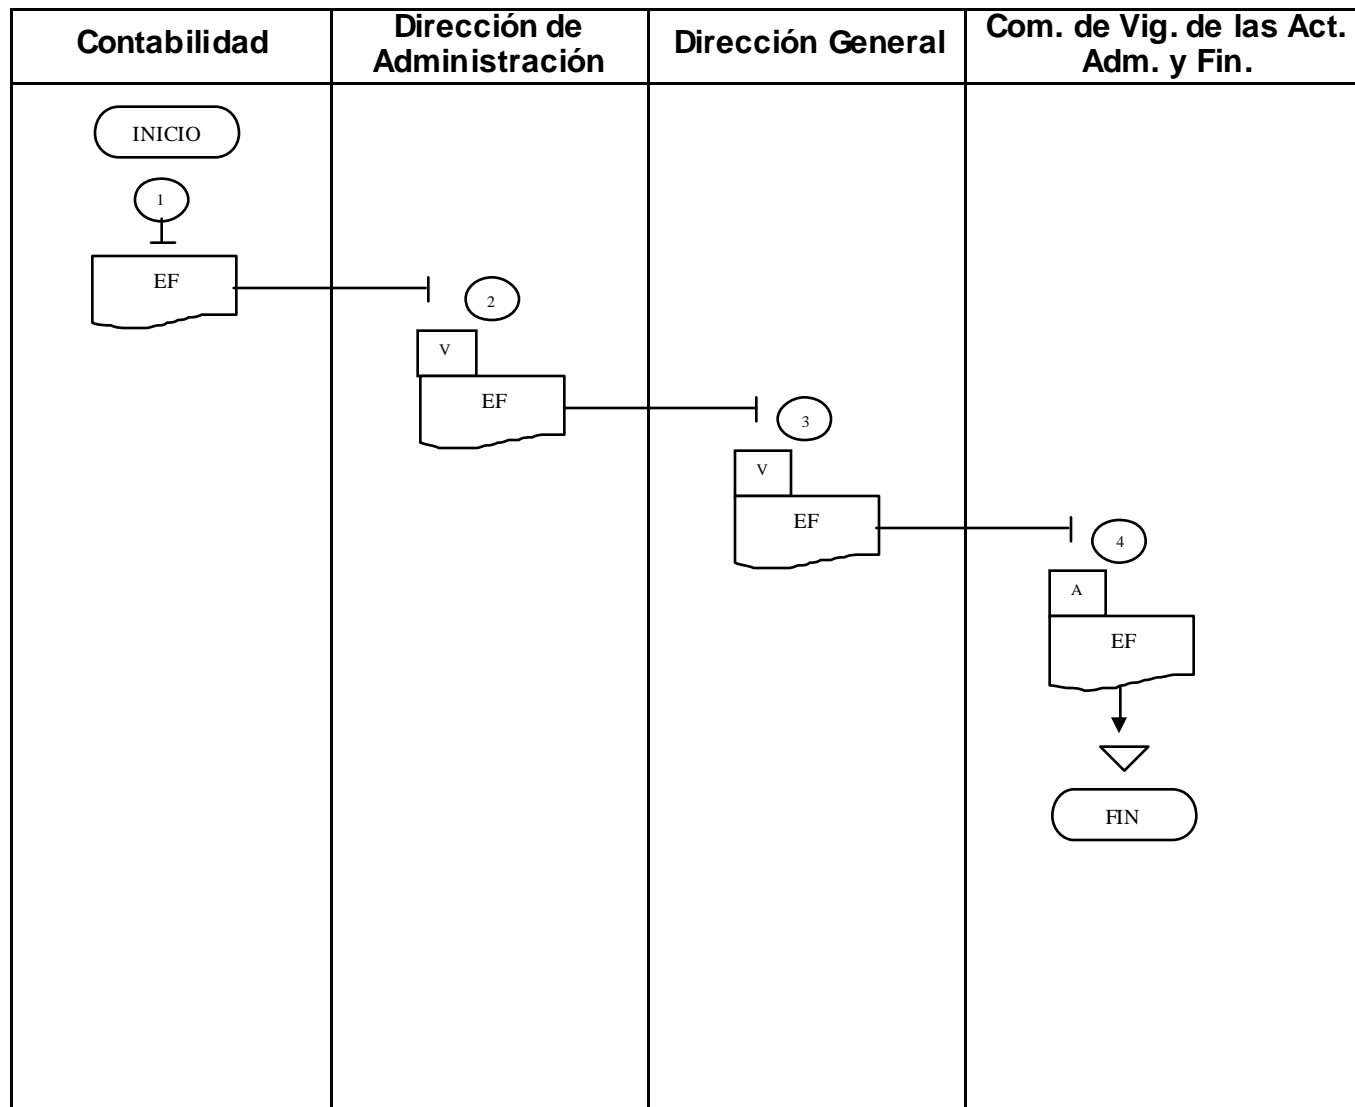 Contabilidad
Dirección de
Administración
Dirección General
Com. de Vig. de las Act.
Adm. y Fin.
INICIO
1
EF
2
V
EF
3
V
EF
4
A
EF
FIN